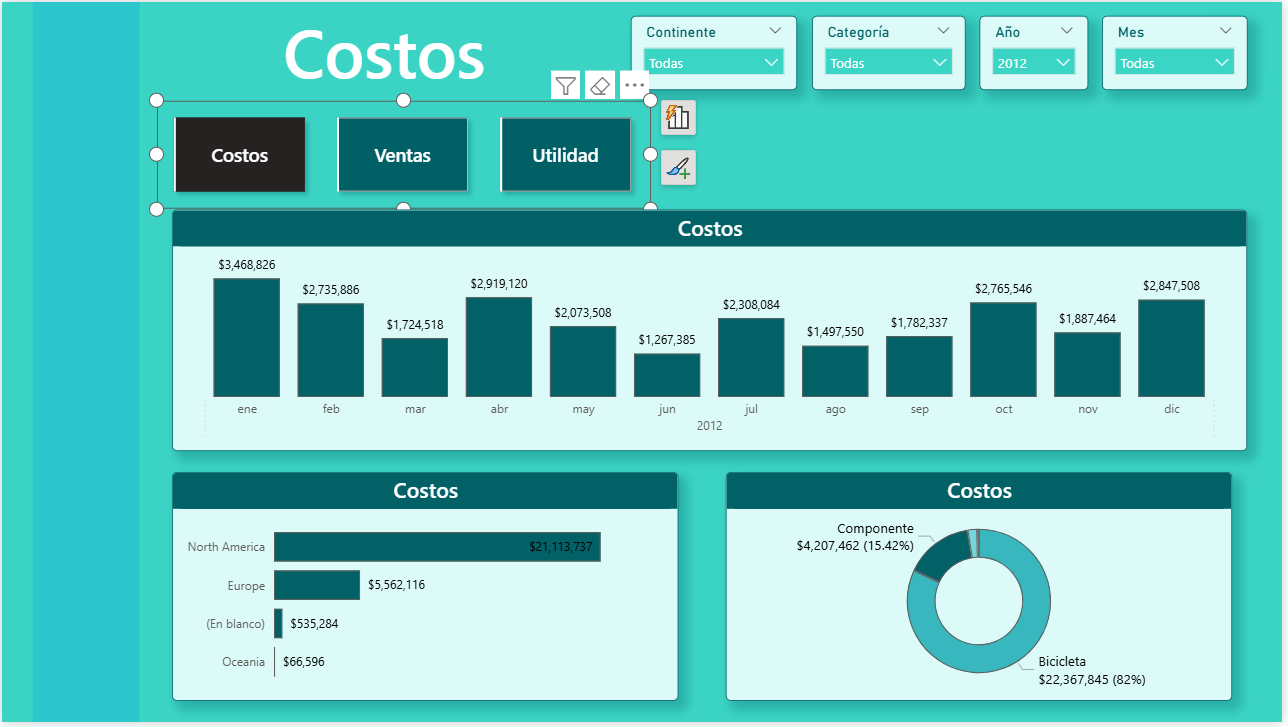 Costos
Continente
Todas
Categoría
Todas
Año
2012
Mes
Todas
Costos
Ventas
Utilidad
Costos
$3,468,826
$2,735,886
$1,724,518
$2,919,120
$2,073,508
$1,267,385
$2,308,084
$1,497,550
$1,782,337
$2,765,546
$1,887,464
$2,847,508
ene
feb
mar
abr
may
jun
jul
ago
sep
oct
nov
dic
2012
Costos
North America
$21,113,737
Europe
$5,562,116
(En blanco)
$535,284
Oceania
$66,596
Costos
Componente
$4,207,462 (15.42%)
Bicicleta
$22,367,845 (82%)